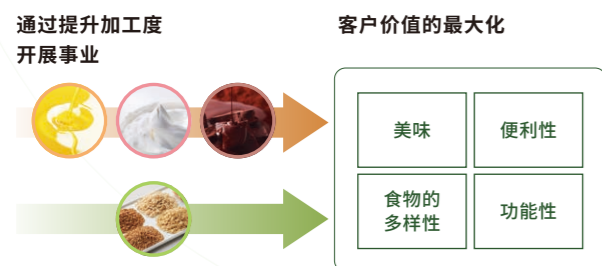 通过提升加工度
开展事业
客户价值的最大化
美味
便利性
食物的
多样性
功能性